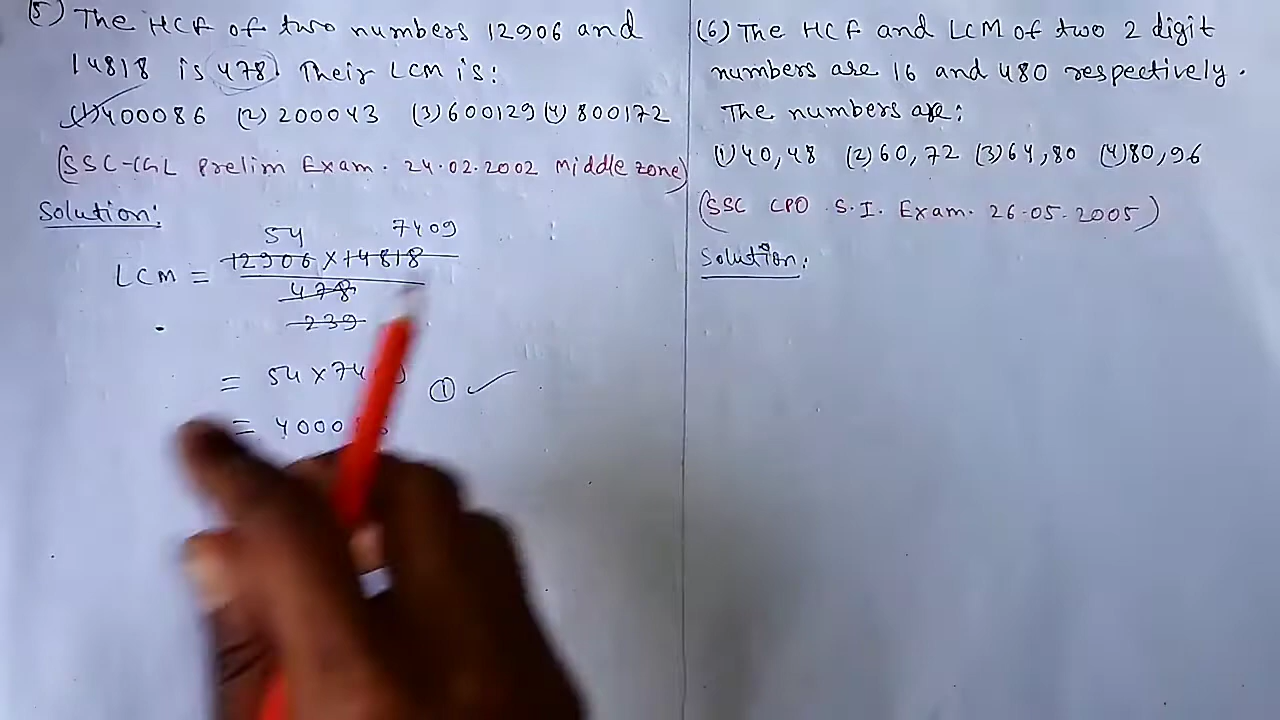 (5) The HCF of two numbers 12906 and
14818 is 478. Their LCM is:
(1) 400086 (2) 200043 (3) 600129 (4) 800172
(SSC-CGL Prelim Exam. 24.02.2002 Middle zone)
Solution:
54 7409
LCM = 12906 × 14818
478
239
= 54 × 74
①
= 4000
(6) The HCF and LCM of two 2 digit
numbers are 16 and 480 respectively.
The numbers are:
(1) 40, 48 (2) 60, 72 (3) 64, 80 (4) 80, 96
(SSC CPO S.I. Exam. 26.05.2005)
Solution: